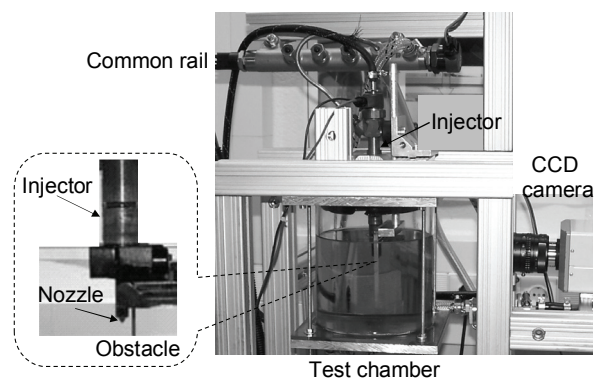 Common rail
Injector
CCD
camera
Injector
Nozzle
Obstacle
Test chamber